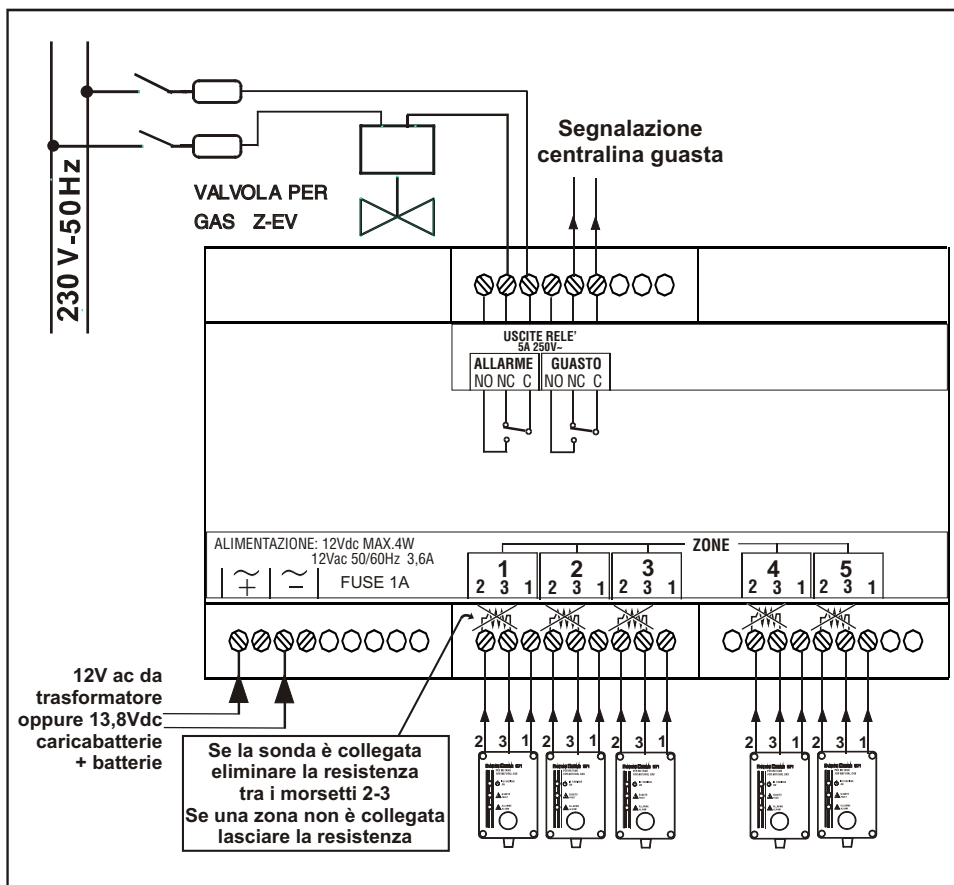 230 V-50Hz
VALVOLA PER
GAS Z-EV
Segnalazione
centralina guasta
USCITE RELE'
5A 250V~
ALLARME GUASTO
NO NC C NO NC C
ALIMENTAZIONE: 12Vdc MAX.4W
12Vac 50/60Hz 3,6A
FUSE 1A
+ −
ZONE
1 2 3 4 5
2 3 1 2 3 1 2 3 1 2 3 1 2 3 1
12V ac da
trasformatore
oppure 13,8Vdc
caricabatterie
+ batterie
Se la sonda è collegata
eliminare la resistenza
tra i morsetti 2-3
Se una zona non è collegata
lasciare la resistenza
2 3 1 2 3 1 2 3 1 2 3 1 2 3 1